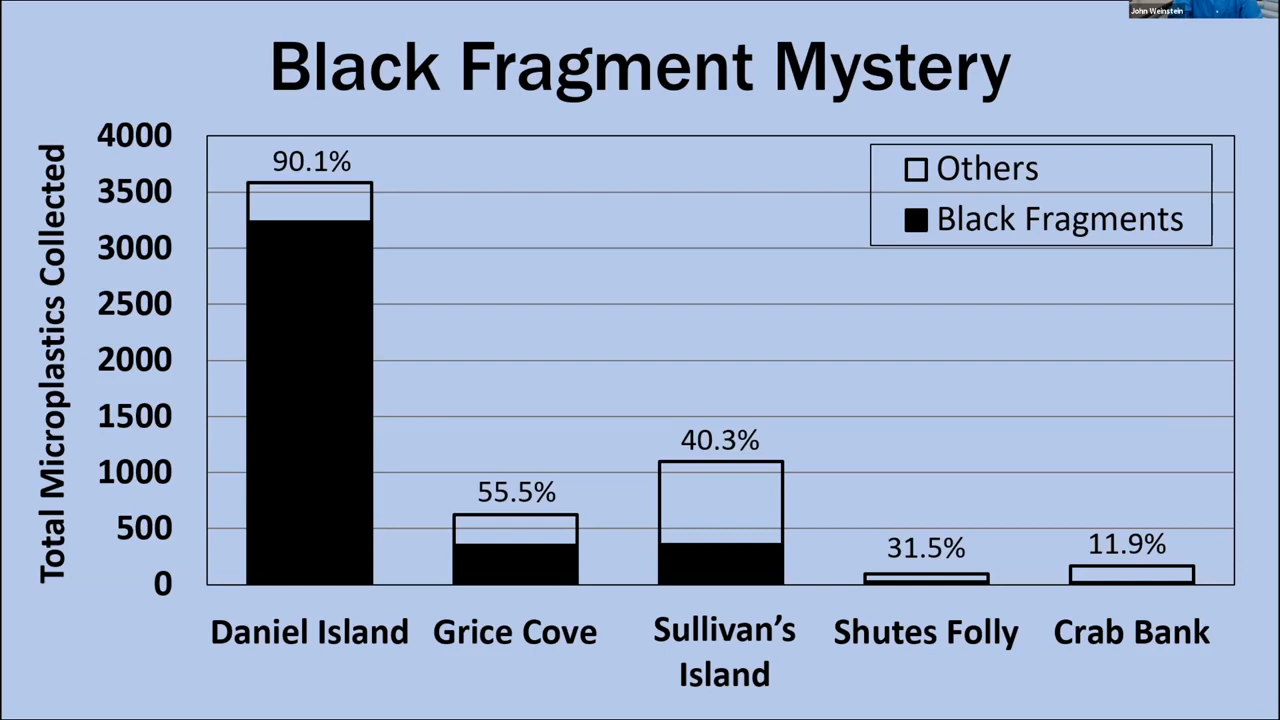 John Weinstein
Black Fragment Mystery
Total Microplastics Collected
4000
3500
3000
2500
2000
1500
1000
500
0
90.1%
55.5%
40.3%
31.5%
11.9%
Others
Black Fragments
Daniel Island
Grice Cove
Sullivan’s
Island
Shutes Folly
Crab Bank